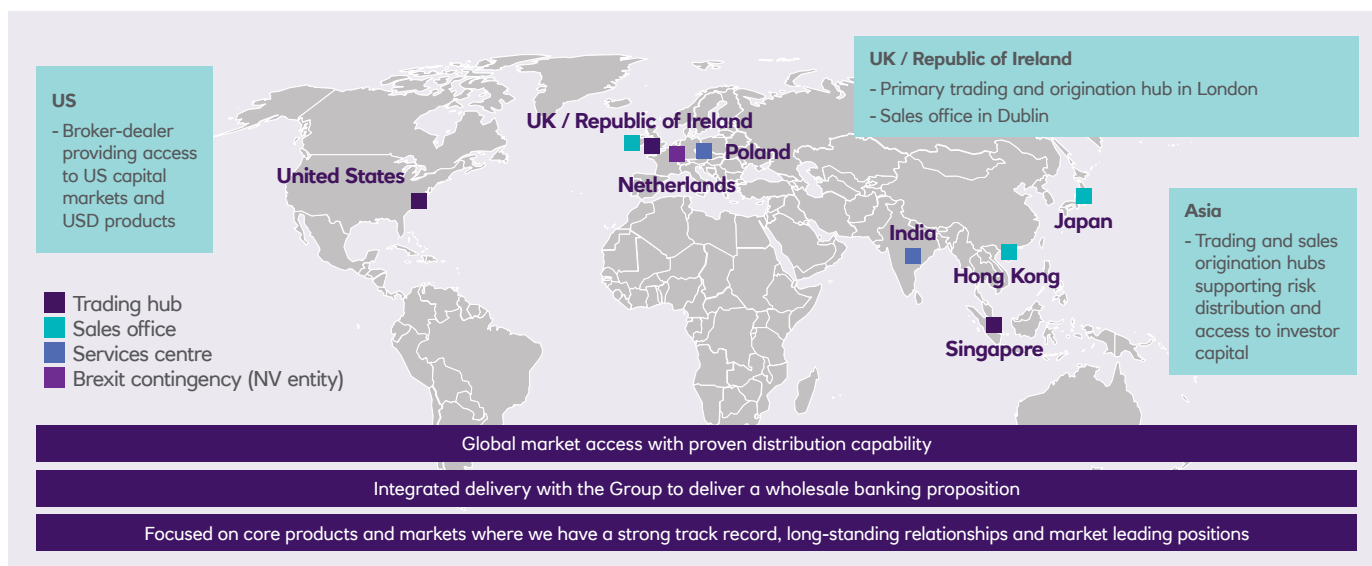 US
- Broker-dealer
providing access
to US capital
markets and
USD products
UK / Republic of Ireland
- Primary trading and origination hub in London
- Sales office in Dublin
UK / Republic of Ireland
Poland
Netherlands
United States
Japan
India
Hong Kong
Singapore
Asia
- Trading and sales
origination hubs
supporting risk
distribution and
access to investor
capital
Trading hub
Sales office
Services centre
Brexit contingency (NV entity)
Global market access with proven distribution capability
Integrated delivery with the Group to deliver a wholesale banking proposition
Focused on core products and markets where we have a strong track record, long-standing relationships and market leading positions